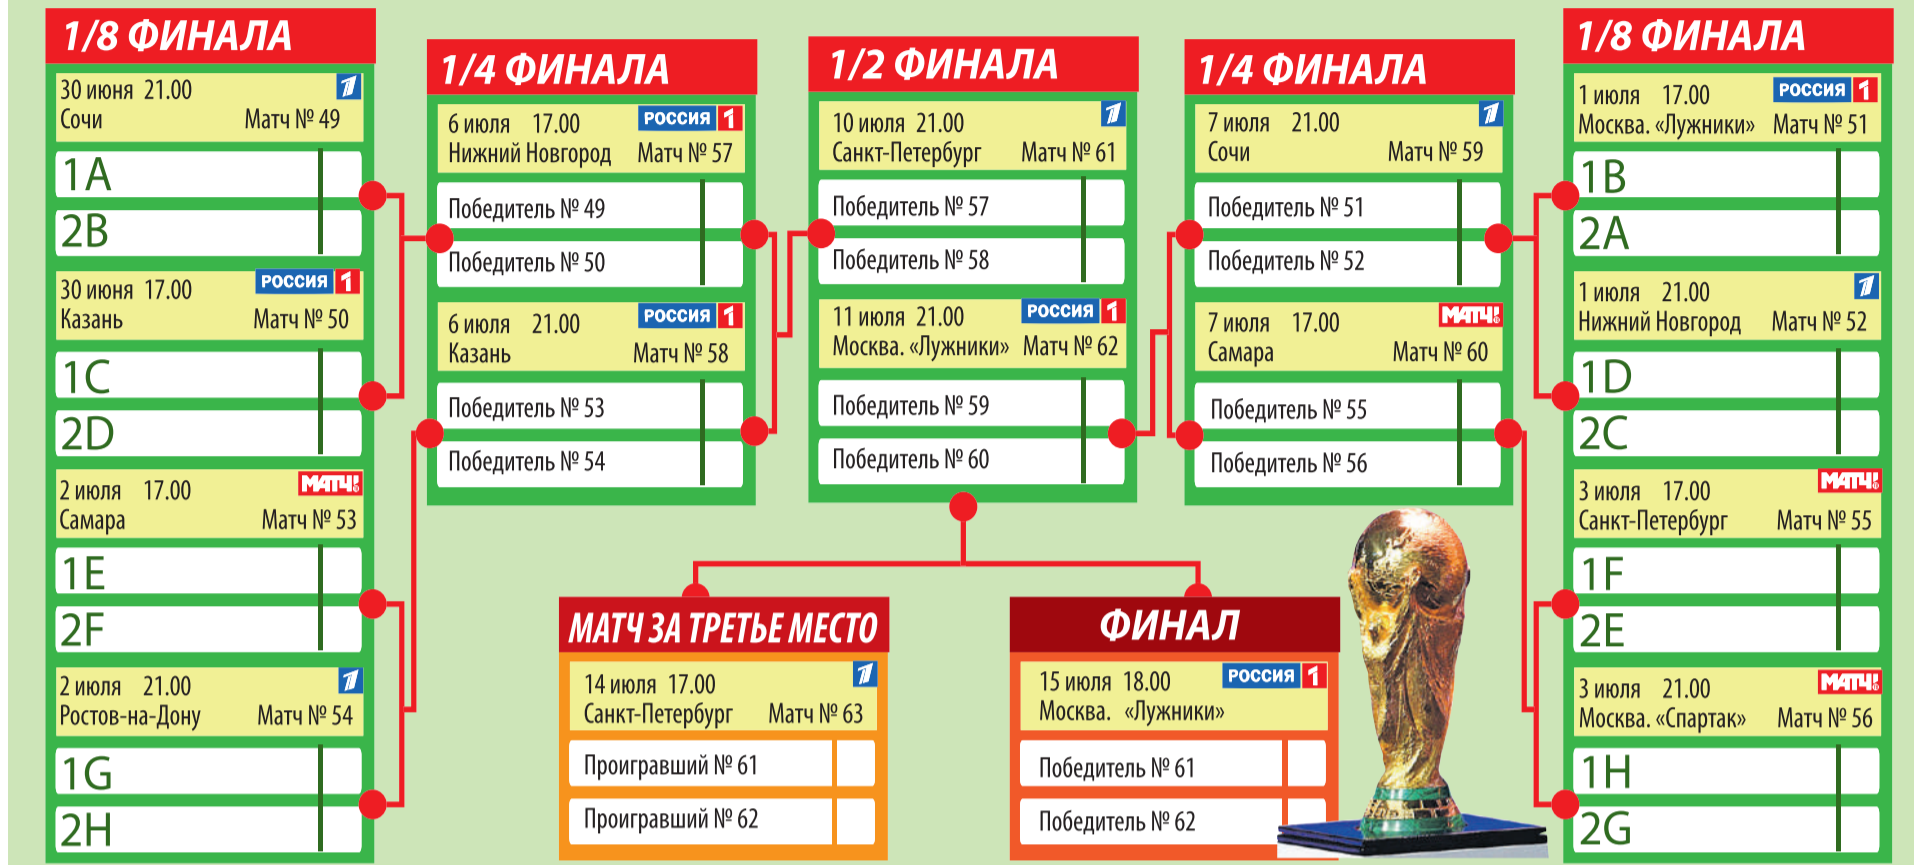 1/8 ФИНАЛА
30 июня 21.00 1
Сочи Матч № 49
1A
2B
30 июня 17.00 РОССИЯ 1
Казань Матч № 50
1C
2D
2 июля 17.00 МАТЧ!
Самара Матч № 53
1E
2F
2 июля 21.00 1
Ростов-на-Дону Матч № 54
1G
2H
1/4 ФИНАЛА
6 июля 17.00 РОССИЯ 1
Нижний Новгород Матч № 57
Победитель № 49
Победитель № 50
6 июля 21.00 РОССИЯ 1
Казань Матч № 58
Победитель № 53
Победитель № 54
1/2 ФИНАЛА
10 июля 21.00 1
Санкт-Петербург Матч № 61
Победитель № 57
Победитель № 58
11 июля 21.00 РОССИЯ 1
Москва. «Лужники» Матч № 62
Победитель № 59
Победитель № 60
1/4 ФИНАЛА
7 июля 21.00 1
Сочи Матч № 59
Победитель № 51
Победитель № 52
7 июля 17.00 МАТЧ!
Самара Матч № 60
Победитель № 55
Победитель № 56
1/8 ФИНАЛА
1 июля 17.00 РОССИЯ 1
Москва. «Лужники» Матч № 51
1B
2A
1 июля 21.00 1
Нижний Новгород Матч № 52
1D
2C
3 июля 17.00 МАТЧ!
Санкт-Петербург Матч № 55
1F
2E
3 июля 21.00 МАТЧ!
Москва. «Спартак» Матч № 56
1H
2G
МАТЧ ЗА ТРЕТЬЕ МЕСТО
14 июля 17.00 1
Санкт-Петербург Матч № 63
Проигравший № 61
Проигравший № 62
ФИНАЛ
15 июля 18.00 РОССИЯ 1
Москва. «Лужники»
Победитель № 61
Победитель № 62